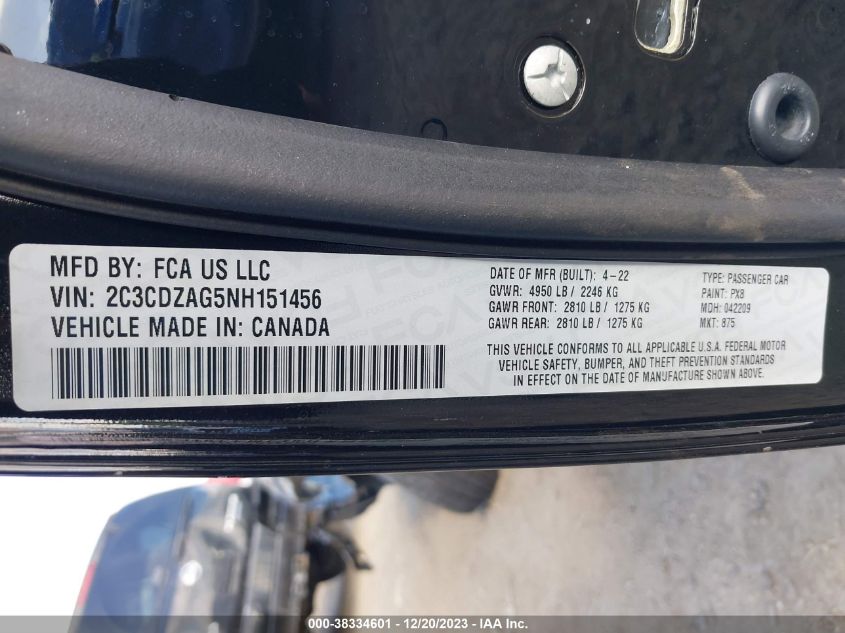 MFD BY: FCA US LLC
VIN: 2C3CDZAG5NH151456
VEHICLE MADE IN: CANADA
DATE OF MFR (BUILT): 4-22
GVWR: 4950 LB / 2246 KG
GAWR FRONT: 2810 LB / 1275 KG
GAWR REAR: 2810 LB / 1275 KG
TYPE: PASSENGER CAR
PAINT: PX8
MDH: 042209
MKT: 875
THIS VEHICLE CONFORMS TO ALL APPLICABLE U.S.A. FEDERAL MOTOR
VEHICLE SAFETY, BUMPER, AND THEFT PREVENTION STANDARDS
IN EFFECT ON THE DATE OF MANUFACTURE SHOWN ABOVE.
000-38334601 - 12/20/2023 - IAA Inc.